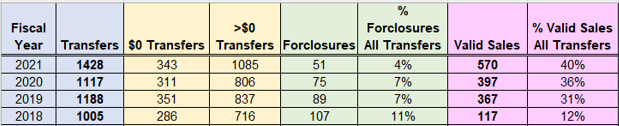 Fiscal Year Transfers $0 Transfers >$0 Transfers Forclosures % Forclosures All Transfers Valid Sales % Valid Sales All Transfers
2021 1428 343 1085 51 4% 570 40%
2020 1117 311 806 75 7% 397 36%
2019 1188 351 837 89 7% 367 31%
2018 1005 286 716 107 11% 117 12%